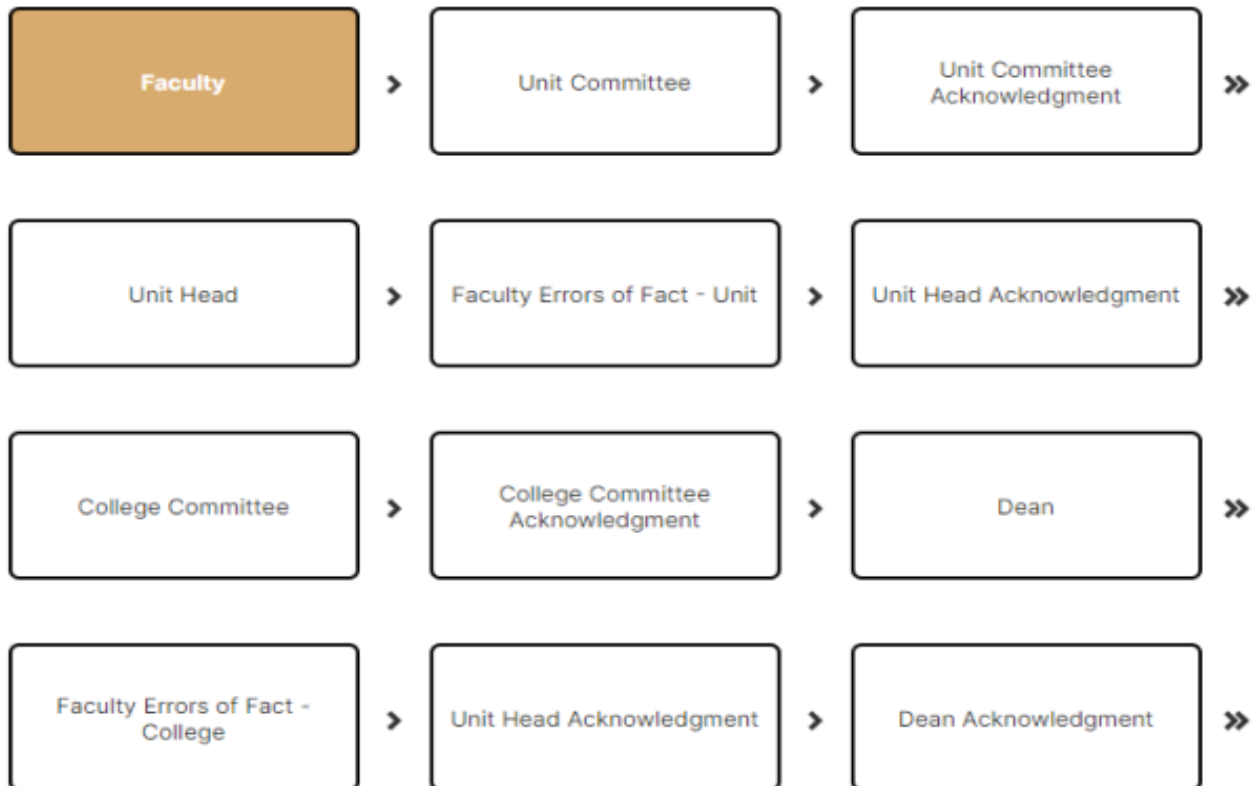 Faculty
Unit Committee
Unit Committee
Acknowledgment
Unit Head
Faculty Errors of Fact - Unit
Unit Head Acknowledgment
College Committee
College Committee
Acknowledgment
Dean
Faculty Errors of Fact -
College
Unit Head Acknowledgment
Dean Acknowledgment